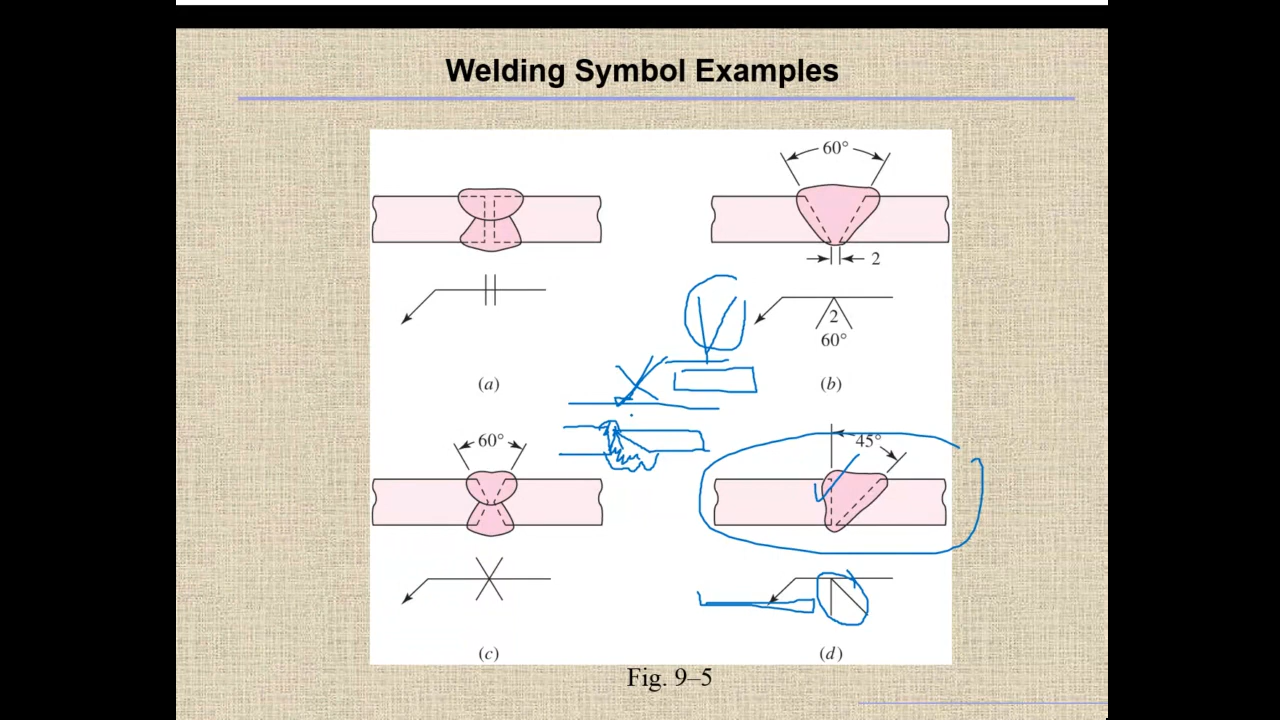 Welding Symbol Examples
60°
2
2
60°
(a)
(b)
60°
45°
(c)
(d)
Fig. 9–5